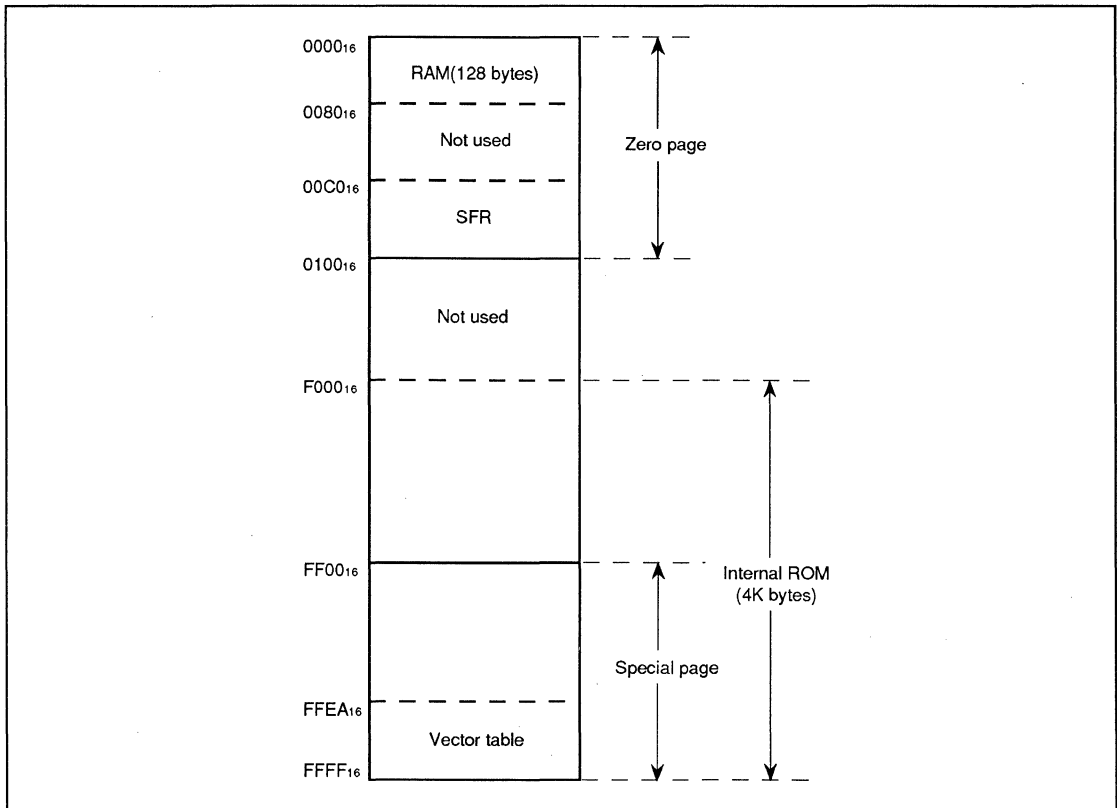 0000₁₆
RAM(128 bytes)
0080₁₆
Not used
Zero page
00C0₁₆
SFR
0100₁₆
Not used
F000₁₆
FF00₁₆
Internal ROM
(4K bytes)
Special page
FFEA₁₆
Vector table
FFFF₁₆